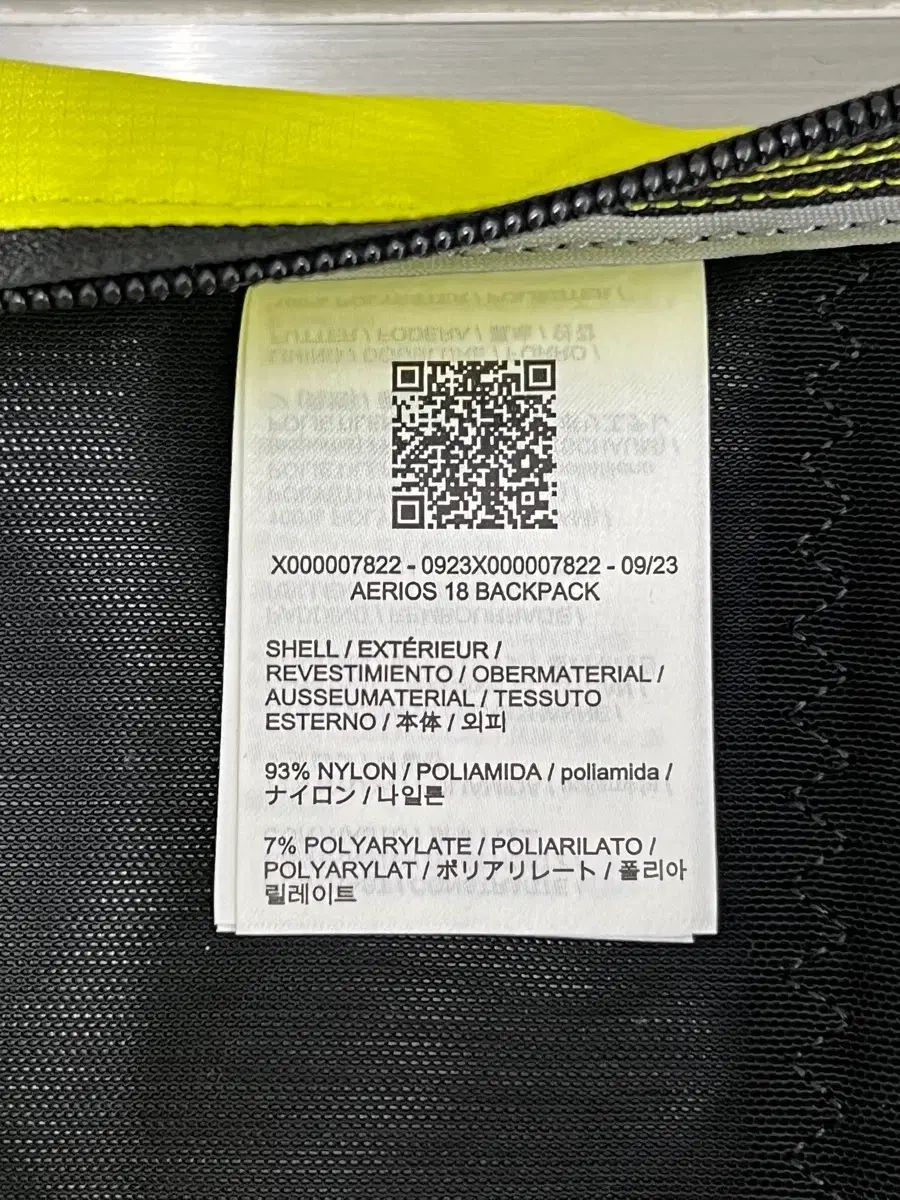 X000007822 - 0923X000007822 - 09/23
AERIOS 18 BACKPACK
SHELL / EXTÉRIEUR /
REVESTIMIENTO / OBERMATERIAL /
AUSSEUMATERIAL / TESSUTO
ESTERNO / 本体 / 외피
93% NYLON / POLIAMIDA / poliamida /
ナイロン / 나일론
7% POLYARYLATE / POLIARILATO /
POLYARYLAT / ポリアリレート / 폴리아
릴레이트